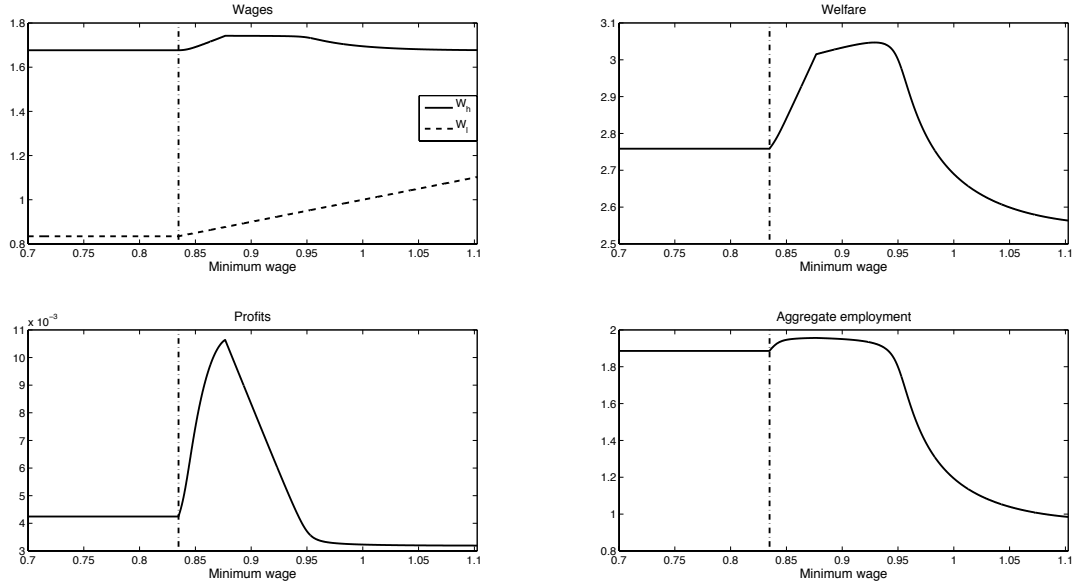 Wages
1.8
1.6
1.4
1.2
1
0.8
0.7 0.75 0.8 0.85 0.9 0.95 1 1.05 1.1
Minimum wage
W_h
W_l
Welfare
3.1
3
2.9
2.8
2.7
2.6
2.5
0.7 0.75 0.8 0.85 0.9 0.95 1 1.05 1.1
Minimum wage
Profits
x 10⁻³
11
10
9
8
7
6
5
4
3
0.7 0.75 0.8 0.85 0.9 0.95 1 1.05 1.1
Minimum wage
Aggregate employment
2
1.8
1.6
1.4
1.2
1
0.8
0.7 0.75 0.8 0.85 0.9 0.95 1 1.05 1.1
Minimum wage